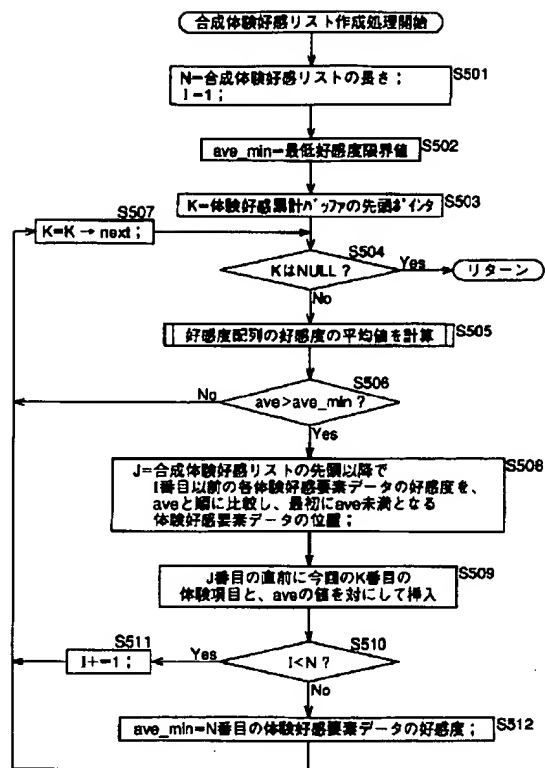 合成体験好感リスト作成処理開始
S501
N=合成体験好感リストの長さ；
I=1；
S502
ave_min=最低好感度限界値
S503
K=体験好感累計バッファの先頭ポインタ
S507
K=K → next；
S504
KはNULL？
Yes
リターン
No
好感度配列の好感度の平均値を計算
S505
S506
ave>ave_min？
No
Yes
S508
J=合成体験好感リストの先頭以降で
I番目以前の各体験好感要素データの好感度を、
aveと順に比較し、最初にave未満となる
体験好感要素データの位置；
S509
J番目の直前に今回のK番目の
体験項目と、aveの値を対にして挿入
S510
I<N？
Yes
S511
I+=1；
No
ave_min=N番目の体験好感要素データの好感度；
S512